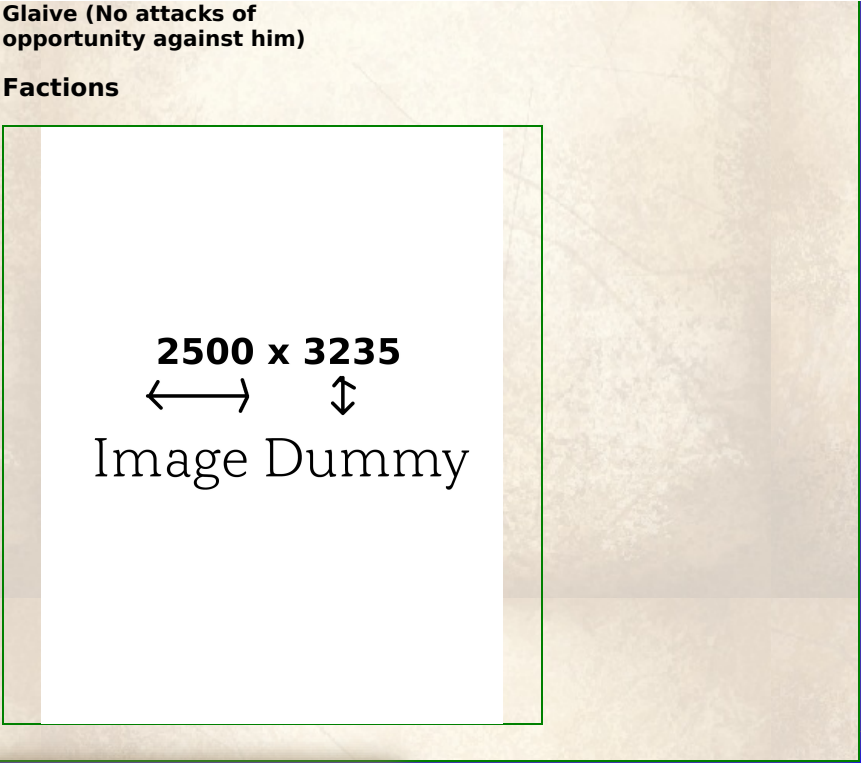 Glaive (No attacks of
opportunity against him)
Factions
2500 x 3235
Image Dummy